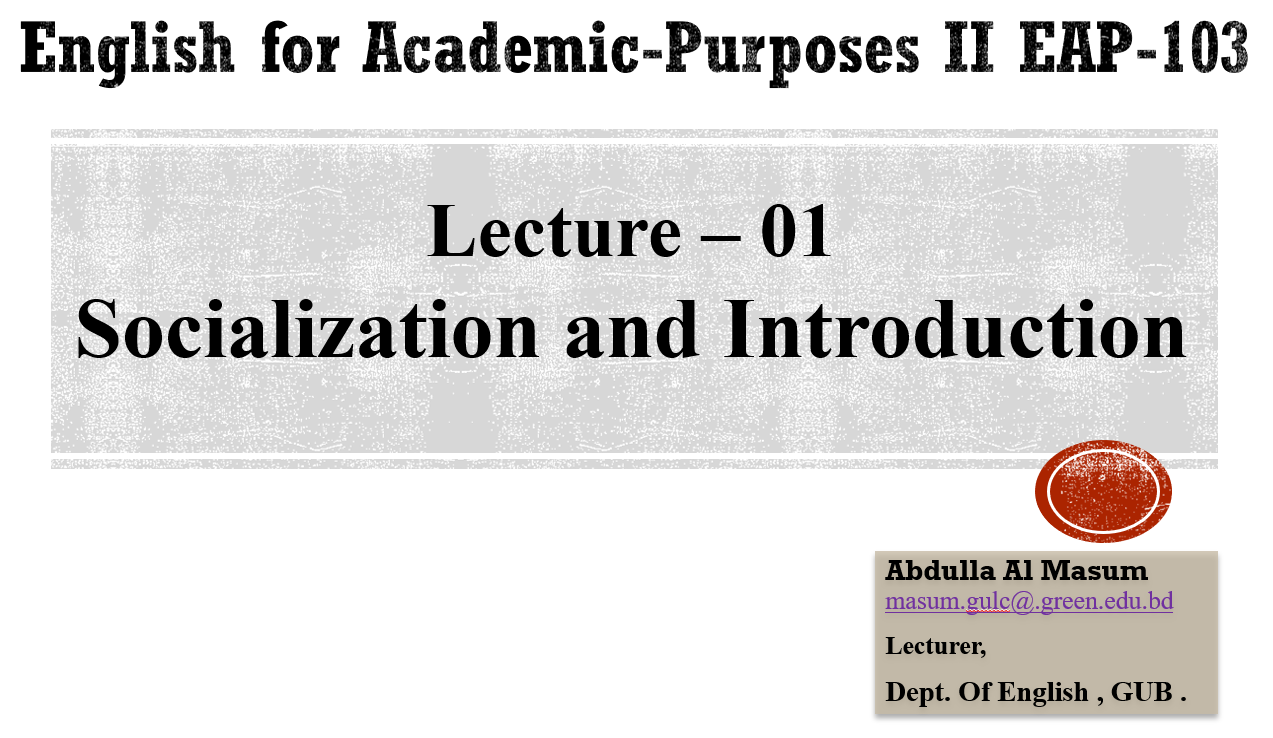 English for Academic-Purposes II EAP-103
Lecture – 01
Socialization and Introduction
Abdulla Al Masum
masum.gulc@.green.edu.bd
Lecturer,
Dept. Of English , GUB .